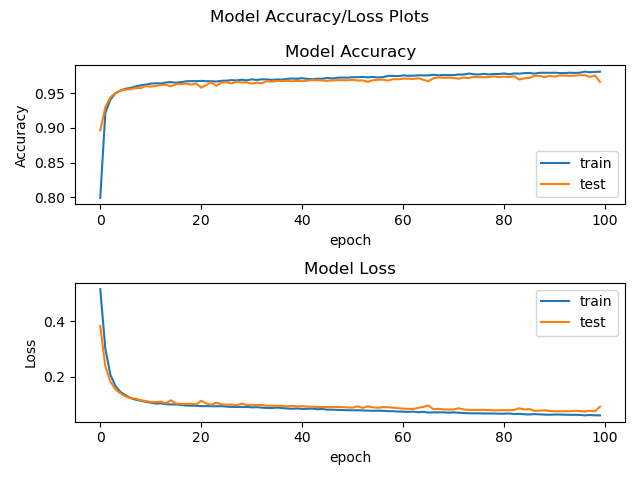 Model Accuracy/Loss Plots
Model Accuracy
Accuracy
0.95
0.90
0.85
0.80
train
test
0 20 40 60 80 100
epoch
Model Loss
Loss
0.4
0.2
train
test
0 20 40 60 80 100
epoch